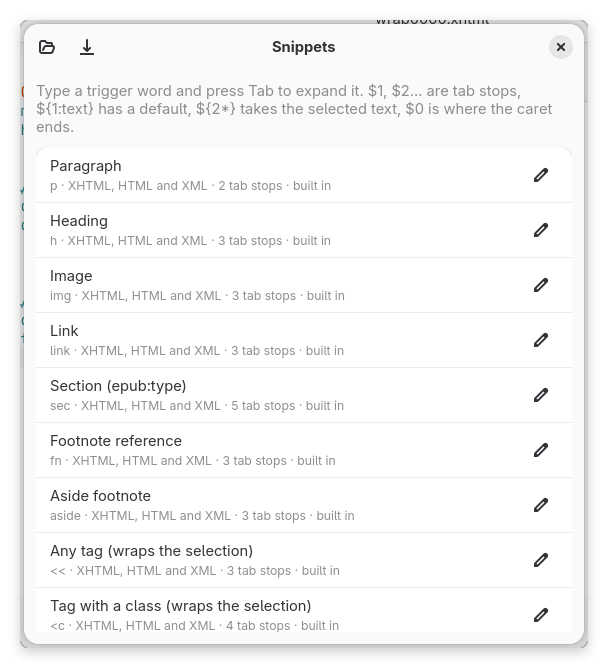 Snippets
Type a trigger word and press Tab to expand it. $1, $2… are tab stops,
${1:text} has a default, ${2*} takes the selected text, $0 is where the caret
ends.
Paragraph
p · XHTML, HTML and XML · 2 tab stops · built in
Heading
h · XHTML, HTML and XML · 3 tab stops · built in
Image
img · XHTML, HTML and XML · 3 tab stops · built in
Link
link · XHTML, HTML and XML · 3 tab stops · built in
Section (epub:type)
sec · XHTML, HTML and XML · 5 tab stops · built in
Footnote reference
fn · XHTML, HTML and XML · 3 tab stops · built in
Aside footnote
aside · XHTML, HTML and XML · 3 tab stops · built in
Any tag (wraps the selection)
<< · XHTML, HTML and XML · 3 tab stops · built in
Tag with a class (wraps the selection)
<c · XHTML, HTML and XML · 4 tab stops · built in